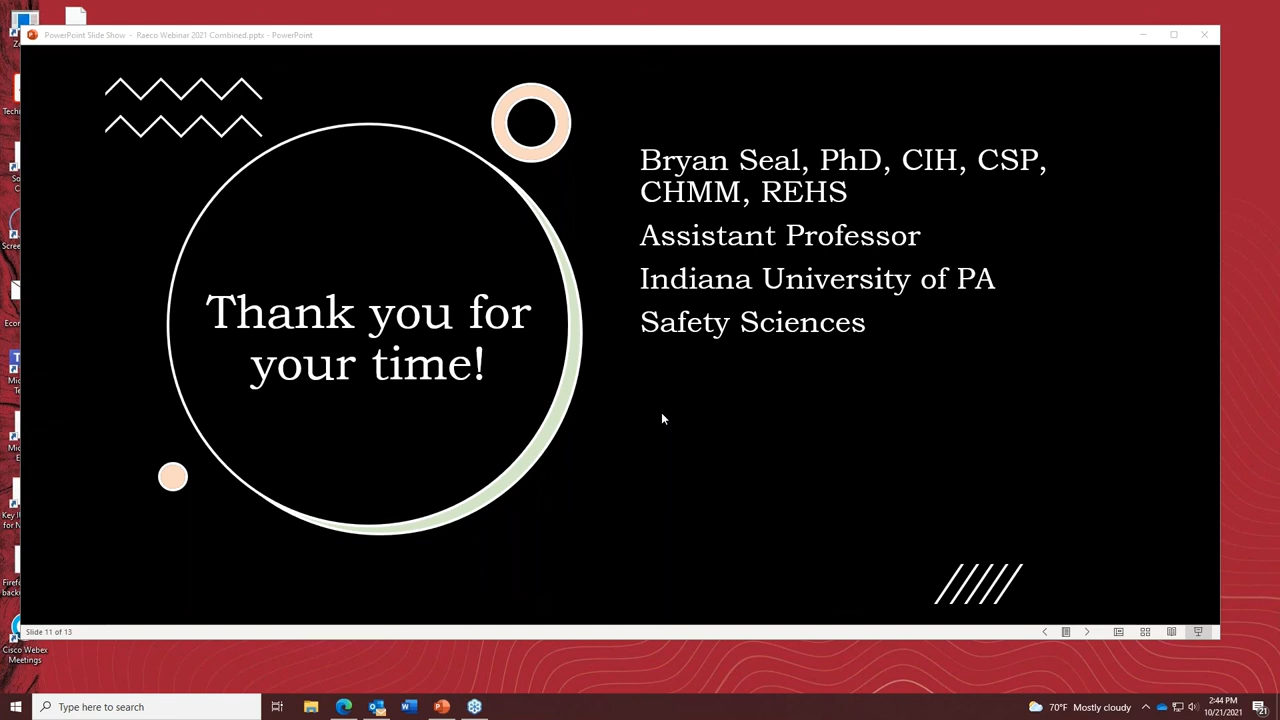 PowerPoint Slide Show - Raeco Webinar 2021 Combined.pptx - PowerPoint
Thank you for
your time!
Bryan Seal, PhD, CIH, CSP,
CHMM, REHS
Assistant Professor
Indiana University of PA
Safety Sciences
Slide 11 of 13
Cisco Webex
Meetings
Type here to search
70°F Mostly cloudy
2:44 PM
10/21/2021
21